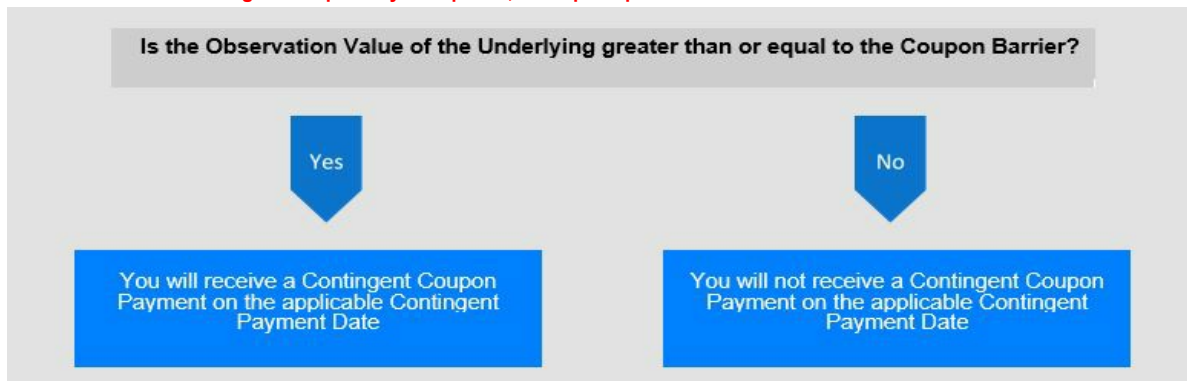 Is the Observation Value of the Underlying greater than or equal to the Coupon Barrier?
Yes
No
You will receive a Contingent Coupon
Payment on the applicable Contingent
Payment Date
You will not receive a Contingent Coupon
Payment on the applicable Contingent
Payment Date